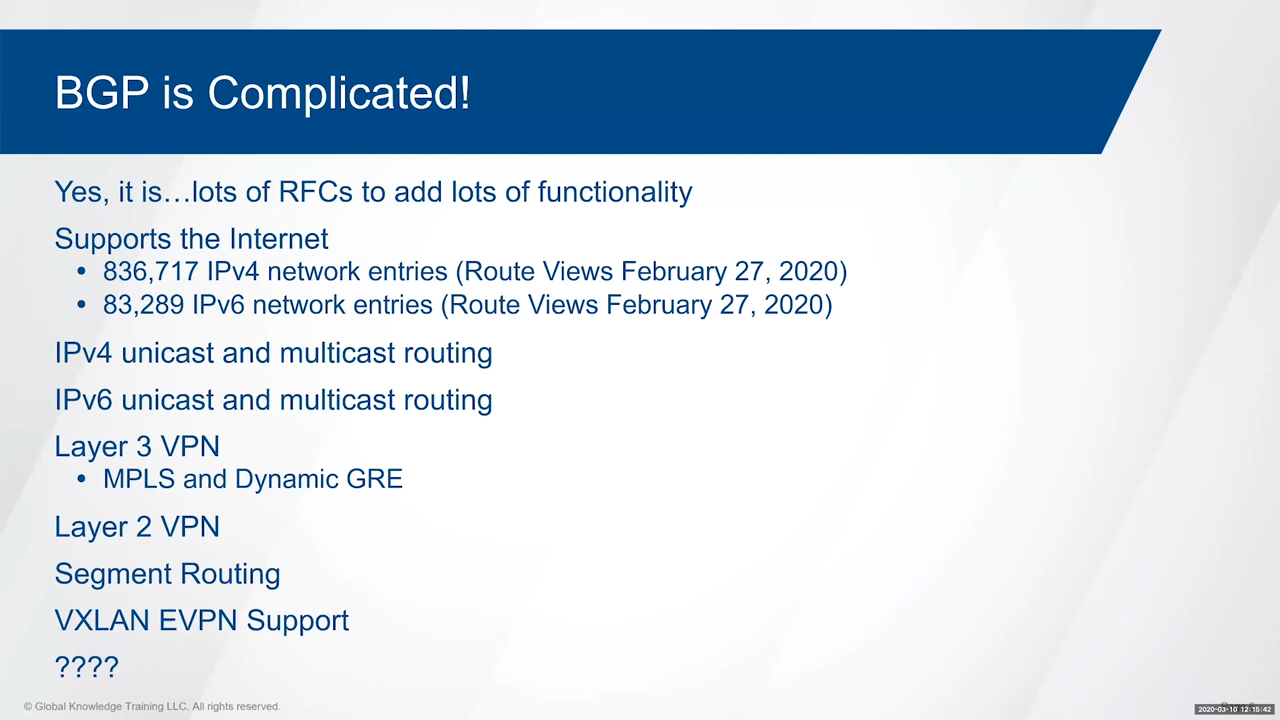 BGP is Complicated!
Yes, it is…lots of RFCs to add lots of functionality
Supports the Internet
• 836,717 IPv4 network entries (Route Views February 27, 2020)
• 83,289 IPv6 network entries (Route Views February 27, 2020)
IPv4 unicast and multicast routing
IPv6 unicast and multicast routing
Layer 3 VPN
• MPLS and Dynamic GRE
Layer 2 VPN
Segment Routing
VXLAN EVPN Support
????
© Global Knowledge Training LLC. All rights reserved.
2020-03-10 12:15:42